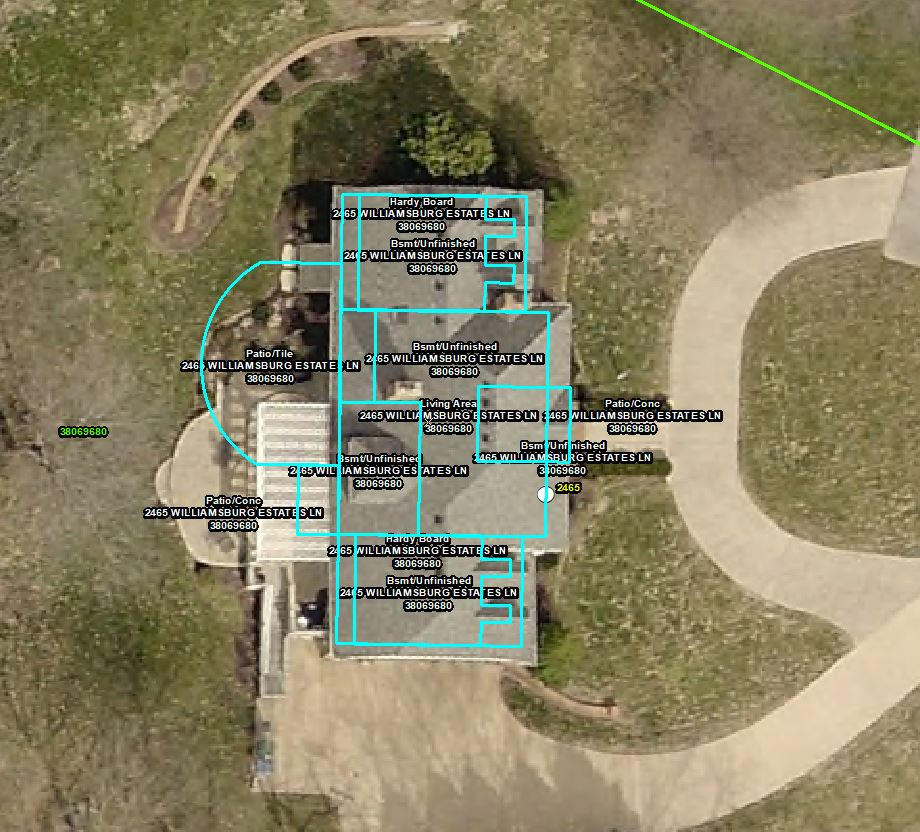 Hardy Board
2465 WILLIAMSBURG ESTATES LN
38069680
Bsmt/Unfinished
2465 WILLIAMSBURG ESTATES LN
38069680
Patio/Tile
2465 WILLIAMSBURG ESTATES LN
38069680
Bsmt/Unfinished
2465 WILLIAMSBURG ESTATES LN
38069680
Living Area
2465 WILLIAMSBURG ESTATES LN
38069680
Patio/Conc
2465 WILLIAMSBURG ESTATES LN
38069680
38069680
Bsmt/Unfinished
2465 WILLIAMSBURG ESTATES LN
38069680
Bsmt/Unfinished
2465 WILLIAMSBURG ESTATES LN
38069680
2465
Patio/Conc
2465 WILLIAMSBURG ESTATES LN
38069680
Hardy Board
2465 WILLIAMSBURG ESTATES LN
38069680
Bsmt/Unfinished
2465 WILLIAMSBURG ESTATES LN
38069680